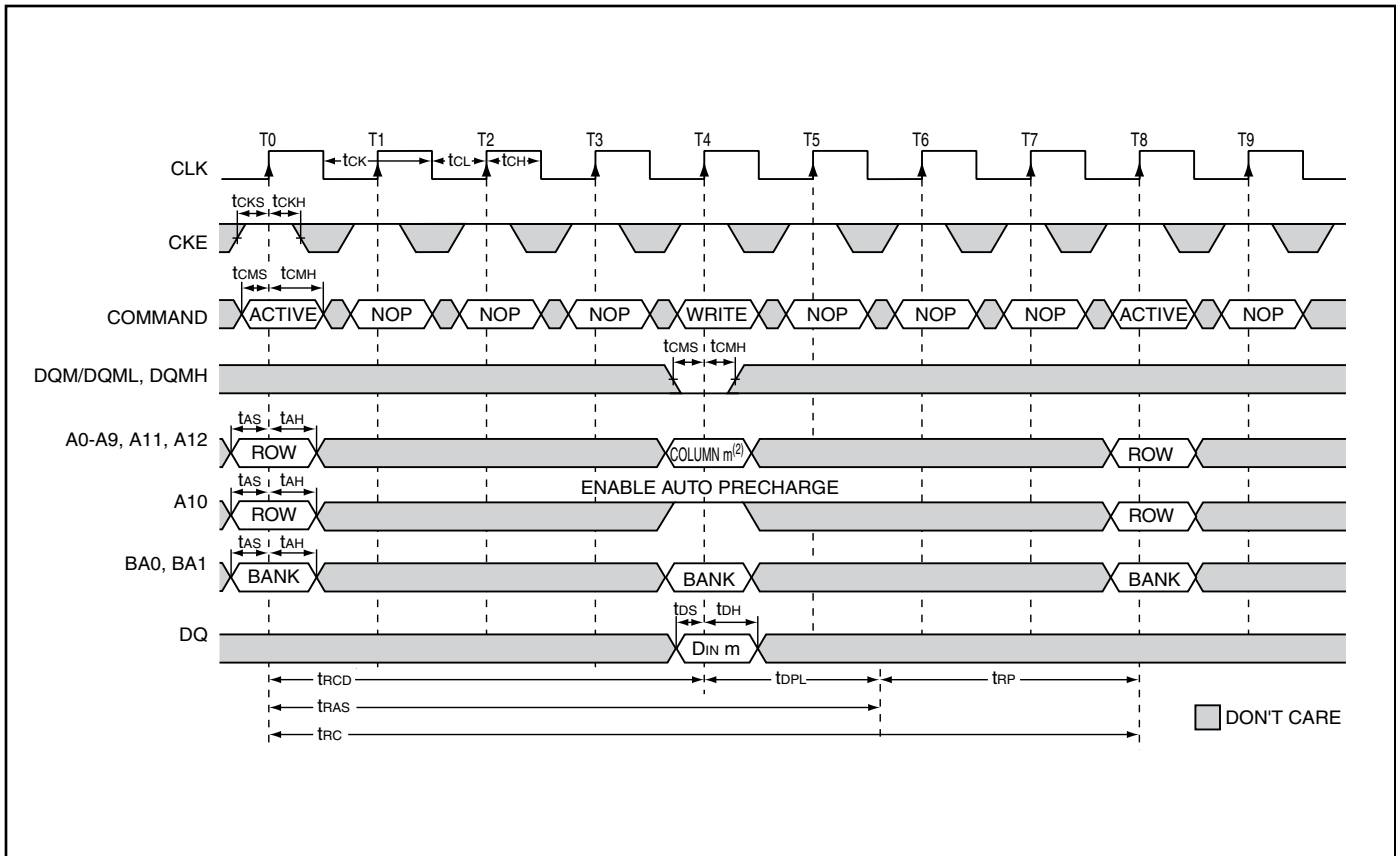 T0 T1 T2 T3 T4 T5 T6 T7 T8 T9
CLK
tCK tCL tCH
tCKS tCKH
CKE
tCMS tCMH
COMMAND ACTIVE NOP NOP NOP WRITE NOP NOP NOP ACTIVE NOP
tCMS tCMH
DQM/DQML, DQMH
tAS tAH
A0-A9, A11, A12 ROW COLUMN m(2) ROW
tAS tAH
ENABLE AUTO PRECHARGE
A10 ROW ROW
tAS tAH
BA0, BA1 BANK BANK BANK
tDS tDH
DQ DIN m
tRCD tDPL tRP
tRAS
tRC
DON'T CARE